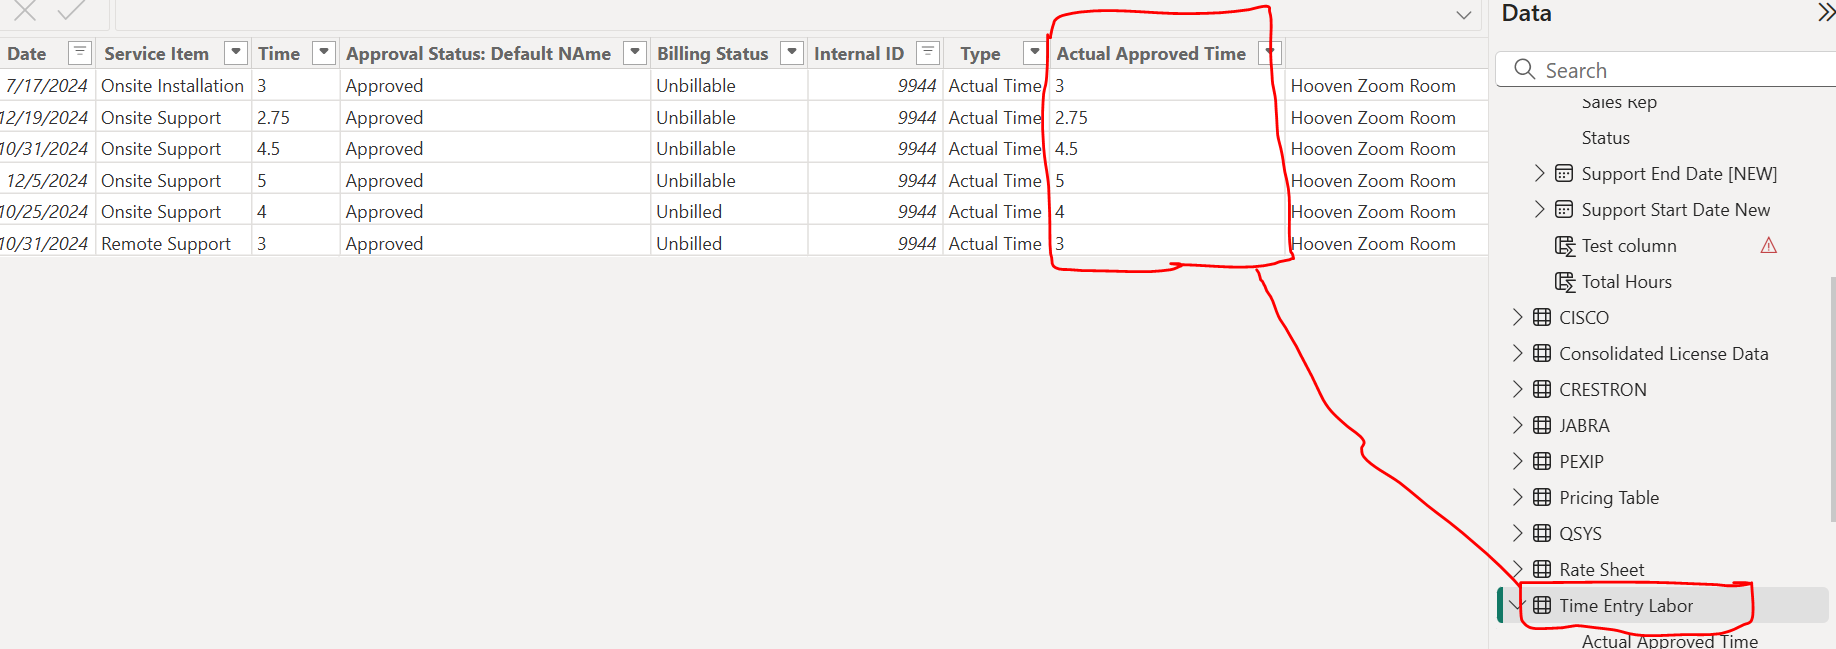 Data
Date Service Item Time Approval Status: Default NAme Billing Status Internal ID Type Actual Approved Time
7/17/2024 Onsite Installation 3 Approved Unbillable 9944 Actual Time 3 Hooven Zoom Room
12/19/2024 Onsite Support 2.75 Approved Unbillable 9944 Actual Time 2.75 Hooven Zoom Room
10/31/2024 Onsite Support 4.5 Approved Unbillable 9944 Actual Time 4.5 Hooven Zoom Room
12/5/2024 Onsite Support 5 Approved Unbillable 9944 Actual Time 5 Hooven Zoom Room
10/25/2024 Onsite Support 4 Approved Unbilled 9944 Actual Time 4 Hooven Zoom Room
10/31/2024 Remote Support 3 Approved Unbilled 9944 Actual Time 3 Hooven Zoom Room
Search
Sales Rep
Status
Support End Date [NEW]
Support Start Date New
Test column
Total Hours
CISCO
Consolidated License Data
CRESTRON
JABRA
PEXIP
Pricing Table
QSYS
Rate Sheet
Time Entry Labor
Actual Approved Time